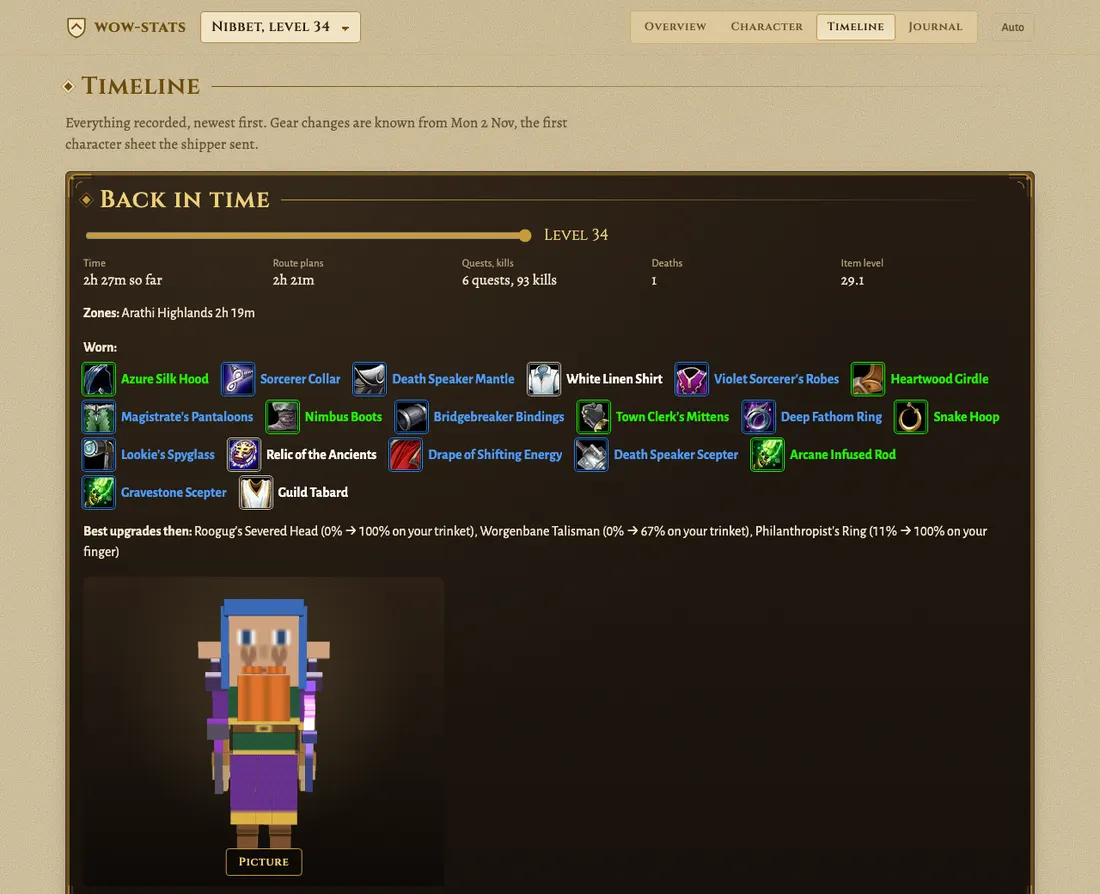 WOW-STATS
NIBBET, LEVEL 34
OVERVIEW
CHARACTER
TIMELINE
JOURNAL
Auto
TIMELINE
Everything recorded, newest first. Gear changes are known from Mon 2 Nov, the first
character sheet the shipper sent.
BACK IN TIME
LEVEL 34
Time
Route plans
Quests, kills
Deaths
Item level
2h 27m so far
2h 21m
6 quests, 93 kills
1
29.1
Zones: Arathi Highlands 2h 19m
Worn:
Azure Silk Hood Sorcerer Collar Death Speaker Mantle White Linen Shirt Violet Sorcerer's Robes Heartwood Girdle
Magistrate's Pantaloons Nimbus Boots Bridgebreaker Bindings Town Clerk's Mittens Deep Fathom Ring Snake Hoop
Lookie's Spyglass Relic of the Ancients Drape of Shifting Energy Death Speaker Scepter Arcane Infused Rod
Gravestone Scepter Guild Tabard
Best upgrades then: Roogug's Severed Head (0% → 100% on your trinket), Worgenbane Talisman (0% → 67% on your trinket), Philanthropist's Ring (11% → 100% on your
finger)
PICTURE